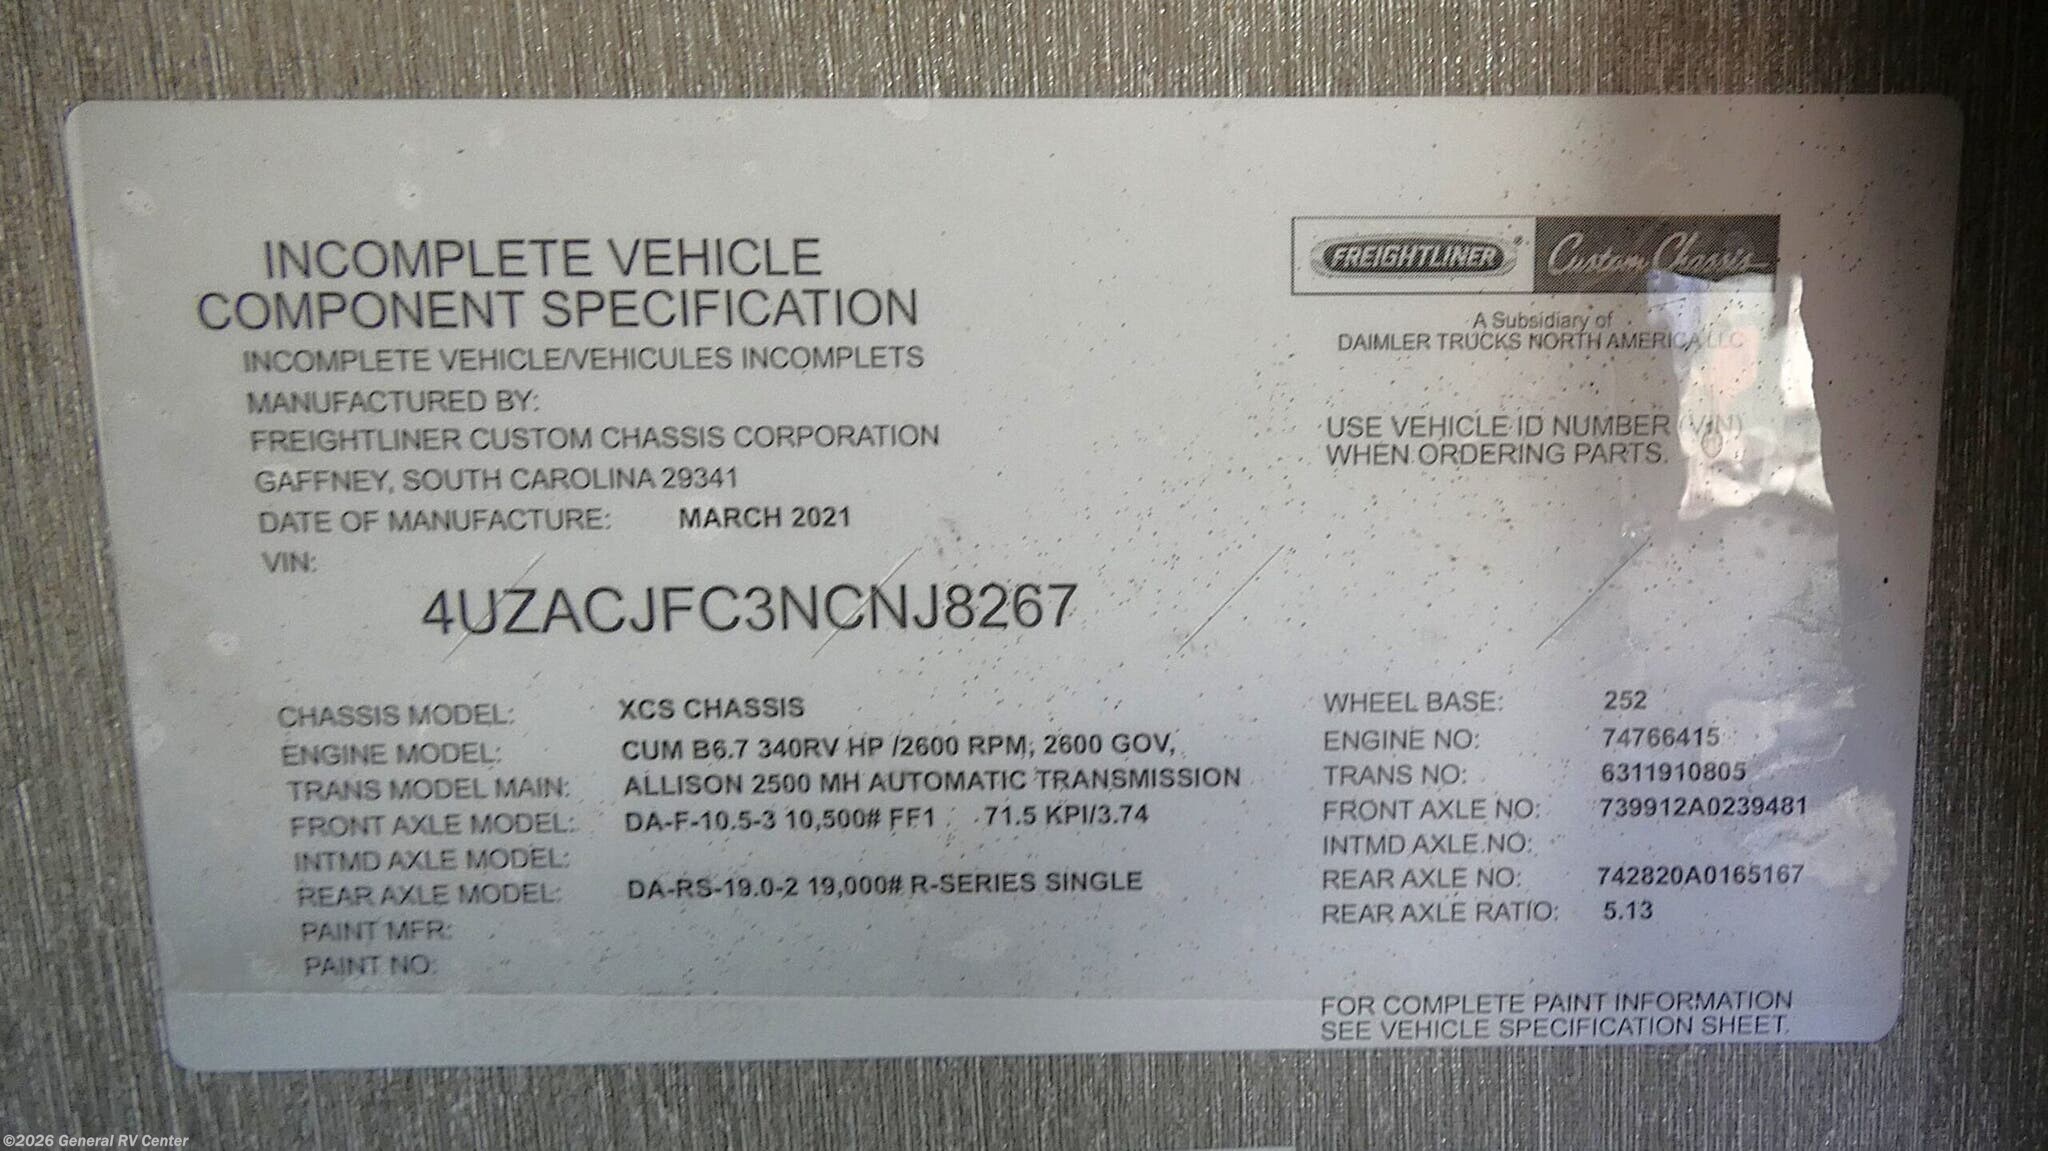 INCOMPLETE VEHICLE
COMPONENT SPECIFICATION
INCOMPLETE VEHICLE/VEHICULES INCOMPLETS
MANUFACTURED BY:
FREIGHTLINER CUSTOM CHASSIS CORPORATION
GAFFNEY, SOUTH CAROLINA 29341
DATE OF MANUFACTURE: MARCH 2021
VIN:
4UZACJFC3NCNJ8267
FREIGHTLINER® Custom Chassis
A Subsidiary of
DAIMLER TRUCKS NORTH AMERICA LLC
USE VEHICLE ID NUMBER (VIN)
WHEN ORDERING PARTS.
CHASSIS MODEL: XCS CHASSIS
ENGINE MODEL: CUM B6.7 340RV HP /2600 RPM; 2600 GOV,
TRANS MODEL MAIN: ALLISON 2500 MH AUTOMATIC TRANSMISSION
FRONT AXLE MODEL: DA-F-10.5-3 10,500# FF1 71.5 KPI/3.74
INTMD AXLE MODEL:
REAR AXLE MODEL: DA-RS-19.0-2 19,000# R-SERIES SINGLE
PAINT MFR:
PAINT NO:
WHEEL BASE: 252
ENGINE NO: 74766415
TRANS NO: 6311910805
FRONT AXLE NO: 739912A0239481
INTMD AXLE NO:
REAR AXLE NO: 742820A0165167
REAR AXLE RATIO: 5.13
FOR COMPLETE PAINT INFORMATION
SEE VEHICLE SPECIFICATION SHEET.
©2026 General RV Center